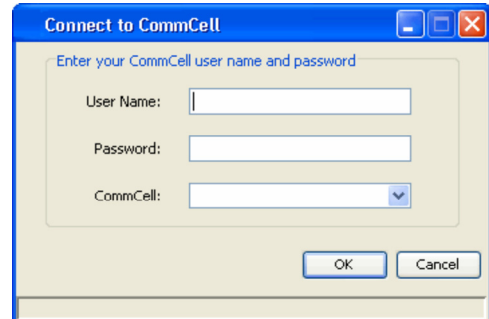 Connect to CommCell
Enter your CommCell user name and password
User Name:
Password:
CommCell:
OK Cancel